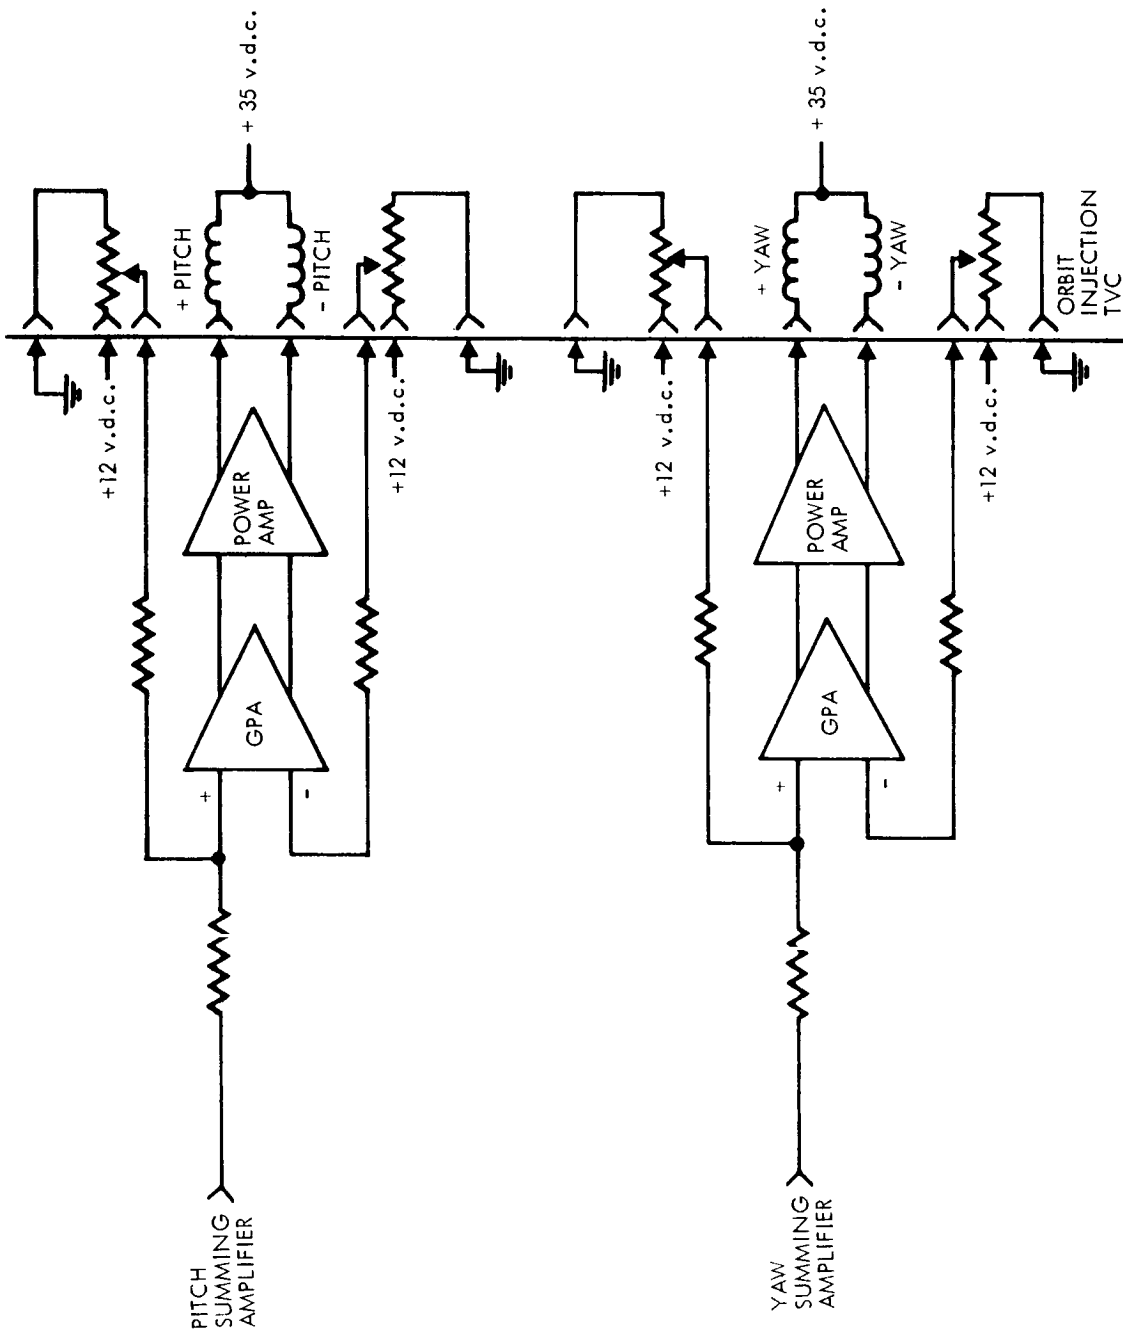 + 35 v.d.c.
+ PITCH
- PITCH
+12 v.d.c.
+12 v.d.c.
POWER
AMP
GPA
+
-
PITCH
SUMMING
AMPLIFIER
+ 35 v.d.c.
+ YAW
- YAW
+12 v.d.c.
+12 v.d.c.
POWER
AMP
GPA
+
-
YAW
SUMMING
AMPLIFIER
ORBIT
INJECTION
TVC